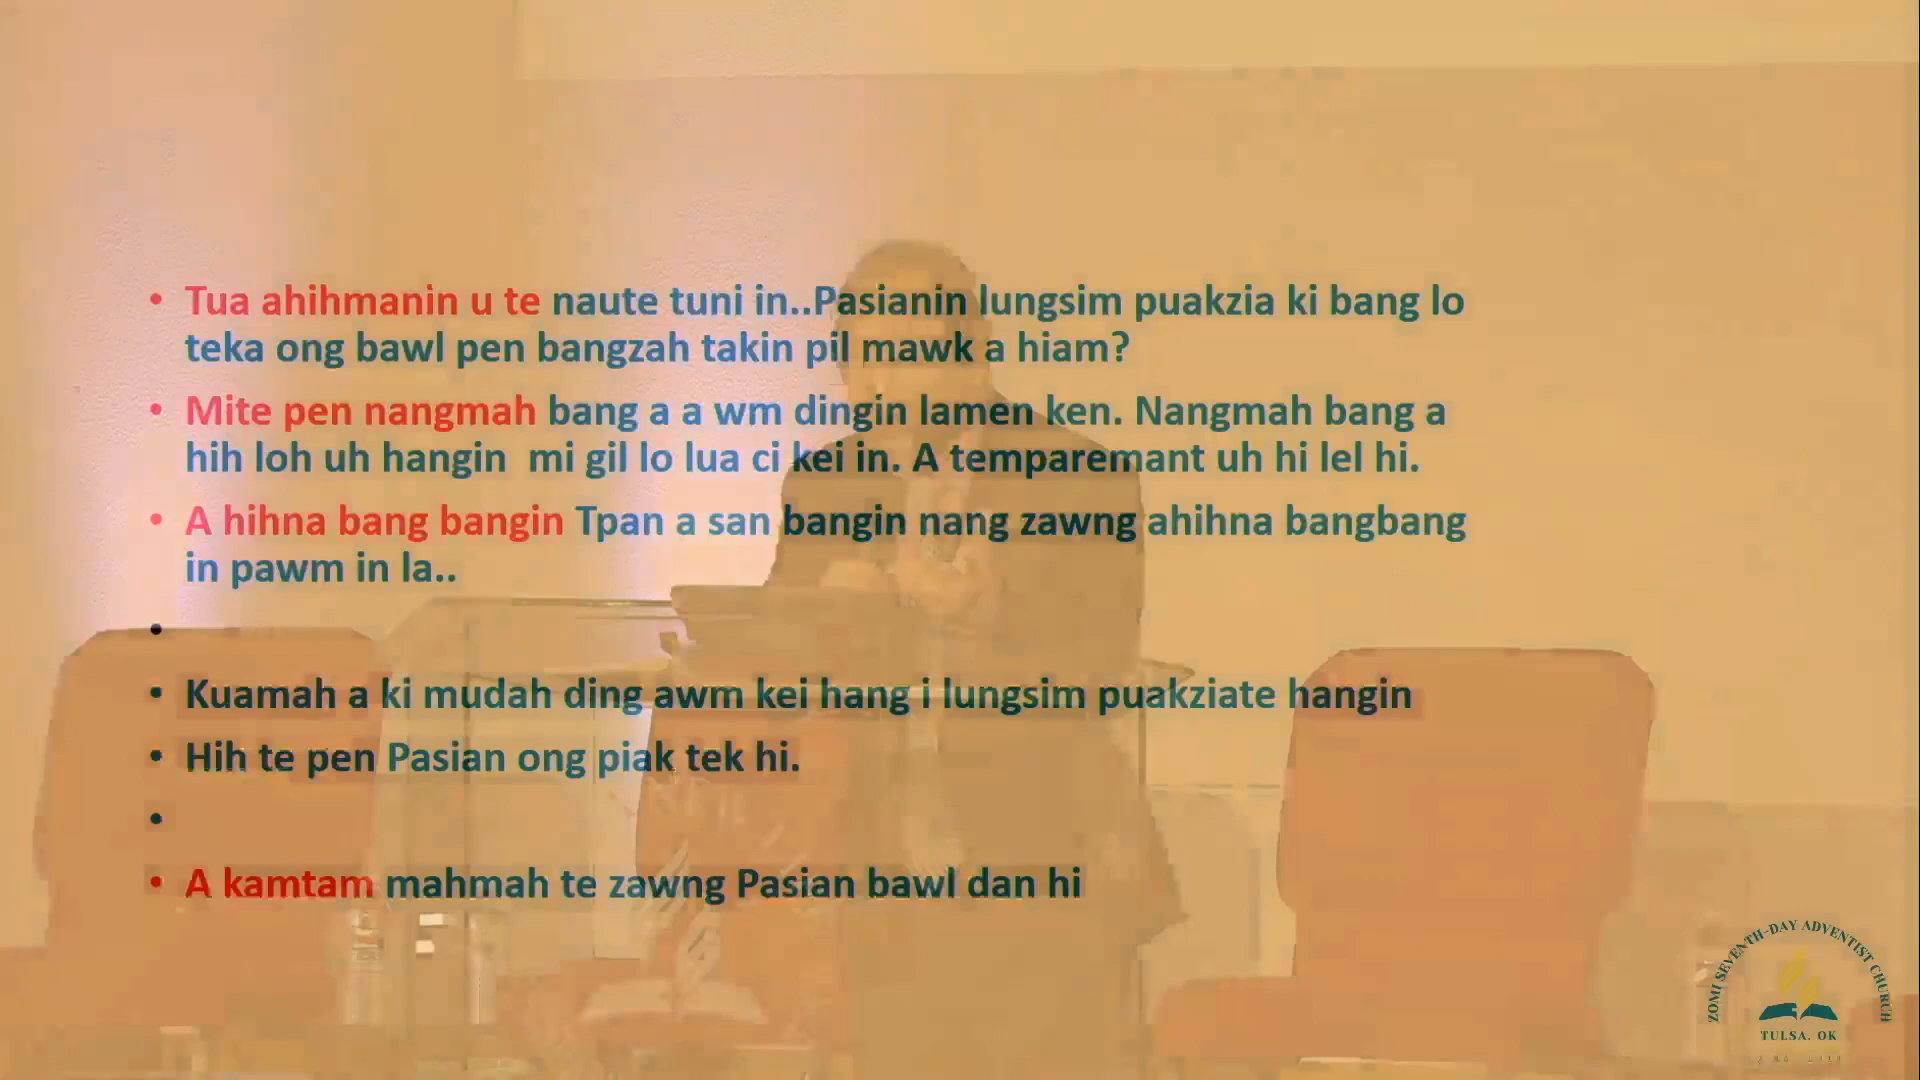 • Tua ahihmanin u te naute tuni in..Pasianin lungsim puakzia ki bang lo
teka ong bawl pen bangzah takin pil mawk a hiam?
• Mite pen nangmah bang a a wm dingin lamen ken. Nangmah bang a
hih loh uh hangin mi gil lo lua ci kei in. A temparemant uh hi lel hi.
• A hihna bang bangin Tpan a san bangin nang zawng ahihna bangbang
in pawm in la..
•
• Kuamah a ki mudah ding awm kei hang i lungsim puakziate hangin
• Hih te pen Pasian ong piak tek hi.
•
• A kamtam mahmah te zawng Pasian bawl dan hi
ZOMI SEVENTH-DAY ADVENTIST CHURCH
TULSA. OK